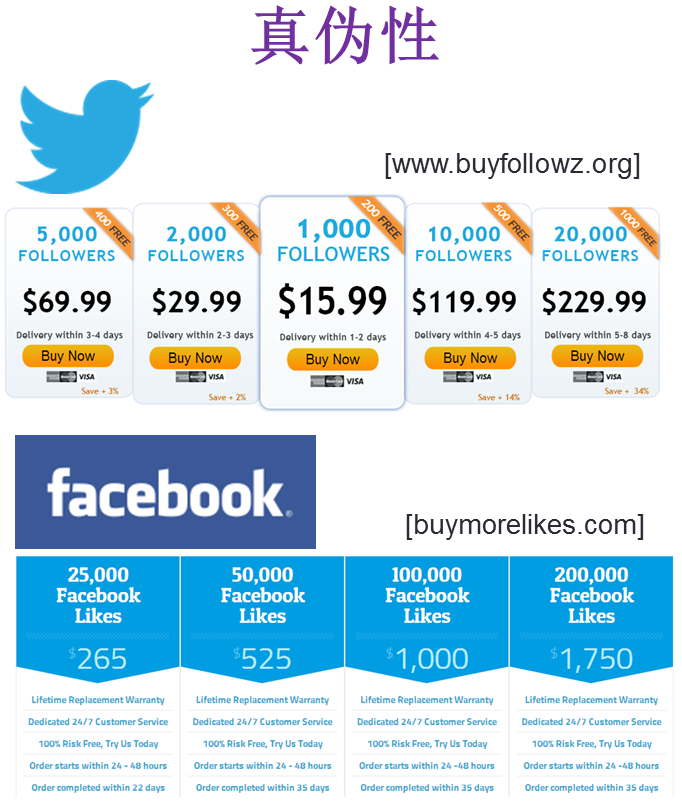 真伪性
[www.buyfollowz.org]
400 FREE
5,000
FOLLOWERS
$69.99
Delivery within 3-4 days
Buy Now
VISA
Save + 3%
300 FREE
2,000
FOLLOWERS
$29.99
Delivery within 2-3 days
Buy Now
VISA
Save + 2%
200 FREE
1,000
FOLLOWERS
$15.99
Delivery within 1-2 days
Buy Now
VISA
500 FREE
10,000
FOLLOWERS
$119.99
Delivery within 4-5 days
Buy Now
VISA
Save + 14%
1000 FREE
20,000
FOLLOWERS
$229.99
Delivery within 5-8 days
Buy Now
VISA
Save + 34%
facebook®
[buymorelikes.com]
25,000
Facebook
Likes
$265
Lifetime Replacement Warranty
Dedicated 24/7 Customer Service
100% Risk Free, Try Us Today
Order starts within 24 - 48 hours
Order completed within 22 days
50,000
Facebook
Likes
$525
Lifetime Replacement Warranty
Dedicated 24/7 Customer Service
100% Risk Free, Try Us Today
Order starts within 24 - 48 hours
Order completed within 35 days
100,000
Facebook
Likes
$1,000
Lifetime Replacement Warranty
Dedicated 24/7 Customer Service
100% Risk Free, Try Us Today
Order starts within 24 -48 hours
Order completed within 35 days
200,000
Facebook
Likes
$1,750
Lifetime Replacement Warranty
Dedicated 24/7 Customer Service
100% Risk Free, Try Us Today
Order starts within 24 - 48 hours
Order completed within 35 days